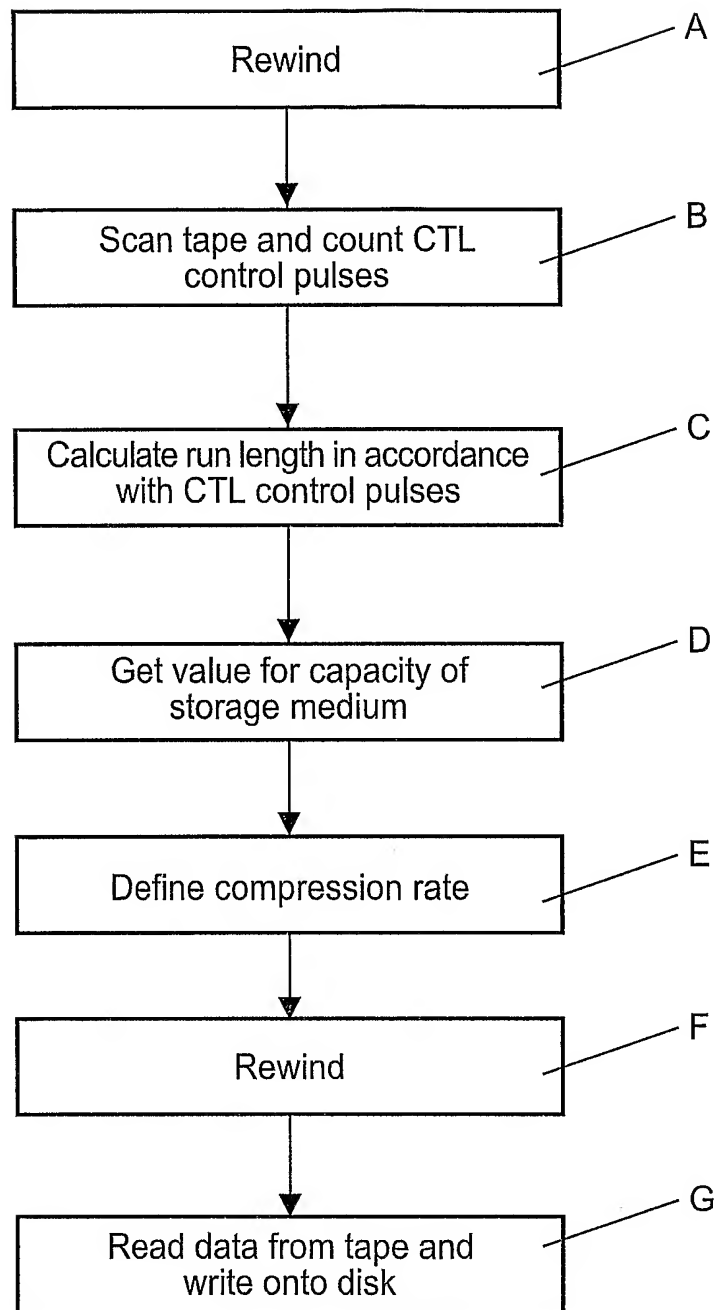 A
Rewind
B
Scan tape and count CTL
control pulses
C
Calculate run length in accordance
with CTL control pulses
D
Get value for capacity of
storage medium
E
Define compression rate
F
Rewind
G
Read data from tape and
write onto disk